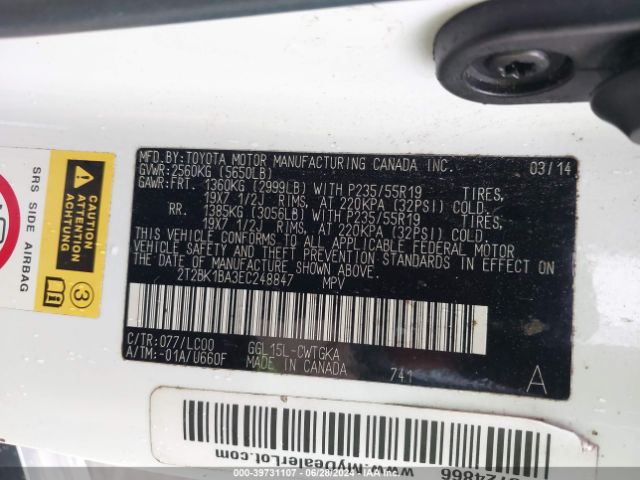 MFD.BY:TOYOTA MOTOR MANUFACTURING CANADA INC. 03/14
GVWR:2560KG (5650LB)
GAWR:FRT. 1360KG (2999LB) WITH P235/55R19 TIRES,
19X7 1/2J RIMS, AT 220KPA (32PSI) COLD.
RR. 1385KG (3056LB) WITH P235/55R19 TIRES,
19X7 1/2J RIMS, AT 220KPA (32PSI) COLD.
THIS VEHICLE CONFORMS TO ALL APPLICABLE FEDERAL MOTOR
VEHICLE SAFETY AND THEFT PREVENTION STANDARDS IN EFFECT ON
THE DATE OF MANUFACTURE SHOWN ABOVE.
2T2BK1BA3EC248847 MPV
C/TR:077/LC00 GGL15L-CWTGKA
A/TM:-01A/U660F MADE IN CANADA 741 A
SRS SIDE AIRBAG
CAUTION
ATTENTION
ACHTUNG
3
www.MyDealerLot.com
124866
39731107 - 06/28/2024 - IAAI.COM